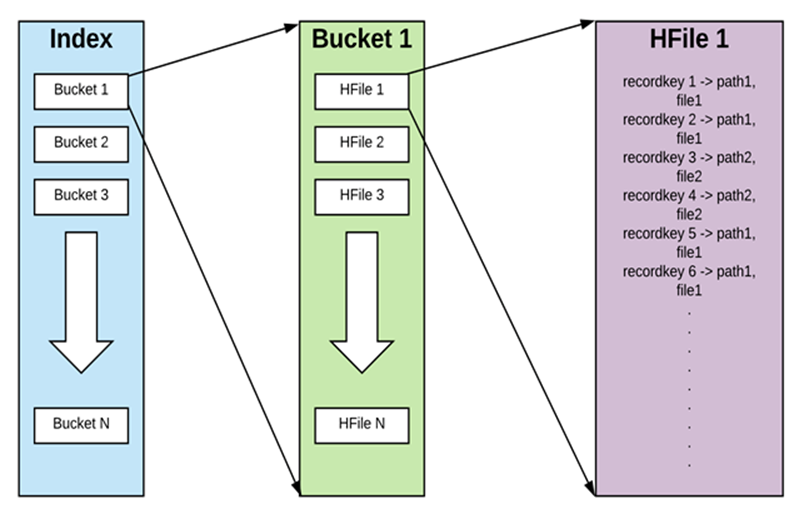 Index
Bucket 1
Bucket 2
Bucket 3
Bucket N
Bucket 1
HFile 1
HFile 2
HFile 3
HFile N
HFile 1
recordkey 1 -> path1,
file1
recordkey 2 -> path1,
file1
recordkey 3 -> path2,
file2
recordkey 4 -> path2,
file2
recordkey 5 -> path1,
file1
recordkey 6 -> path1,
file1
.
.
.
.
.
.
.
.
.